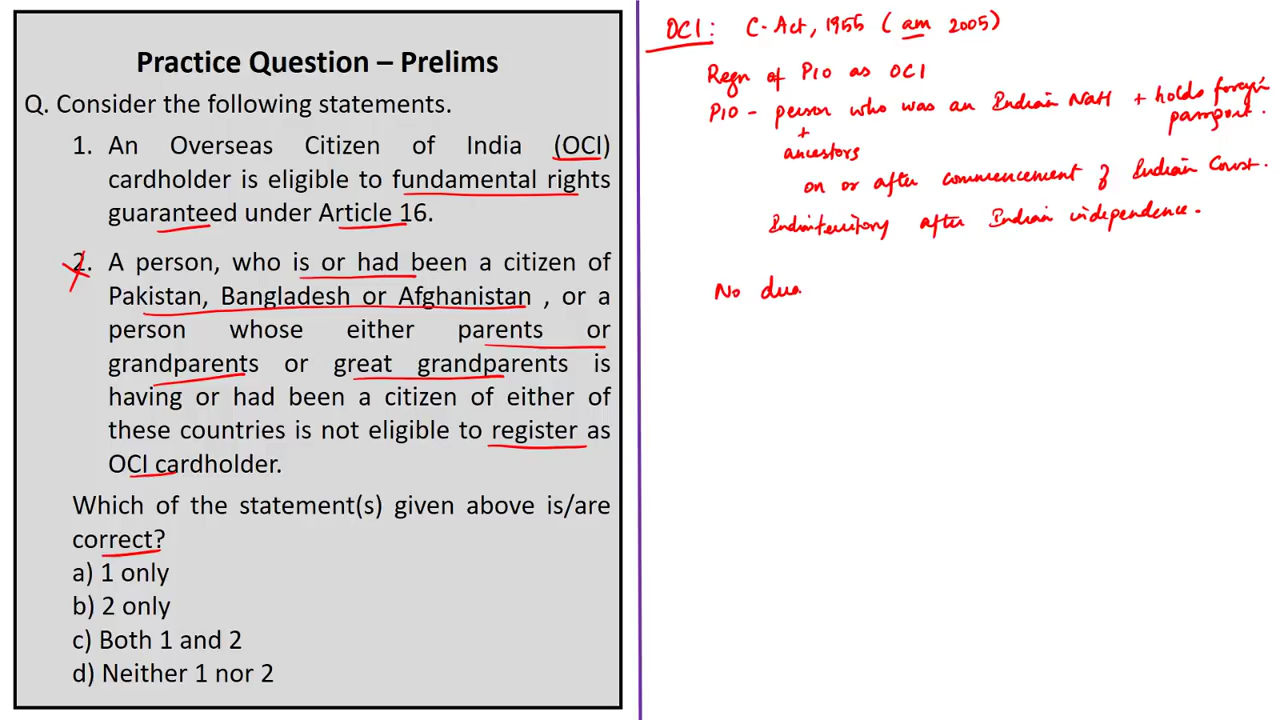 Practice Question – Prelims
Q. Consider the following statements.
1. An Overseas Citizen of India (OCI)
cardholder is eligible to fundamental rights
guaranteed under Article 16.
2. A person, who is or had been a citizen of
Pakistan, Bangladesh or Afghanistan , or a
person whose either parents or
grandparents or great grandparents is
having or had been a citizen of either of
these countries is not eligible to register as
OCI cardholder.
Which of the statement(s) given above is/are
correct?
a) 1 only
b) 2 only
c) Both 1 and 2
d) Neither 1 nor 2
OCI: C-Act, 1955 (am 2005)
Regn of PIO as OCI
PIO - person who was an Indian Natl + holds foreign
passport.
+
ancestors
on or after commencement of Indian Const.
territory after Indian independence.
No dua